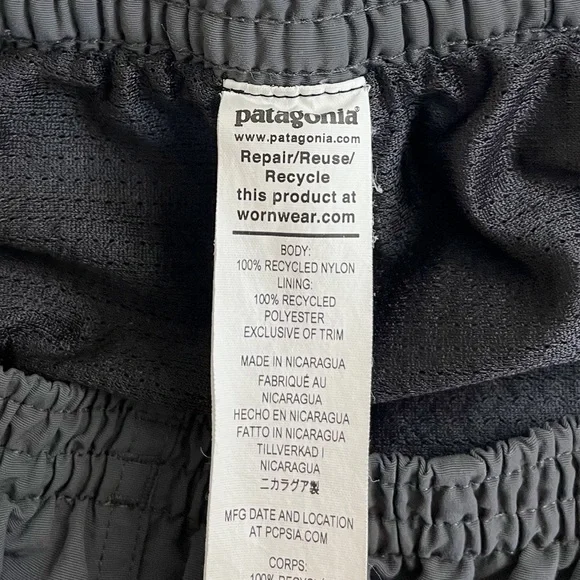 patagonia®
www.patagonia.com
Repair/Reuse/
Recycle
this product at
wornwear.com
BODY:
100% RECYCLED NYLON
LINING:
100% RECYCLED
POLYESTER
EXCLUSIVE OF TRIM
MADE IN NICARAGUA
FABRIQUÉ AU
NICARAGUA
HECHO EN NICARAGUA
FATTO IN NICARAGUA
TILLVERKAD I
NICARAGUA
ニカラグア製
MFG DATE AND LOCATION
AT PCPSIA.COM
CORPS:
100%